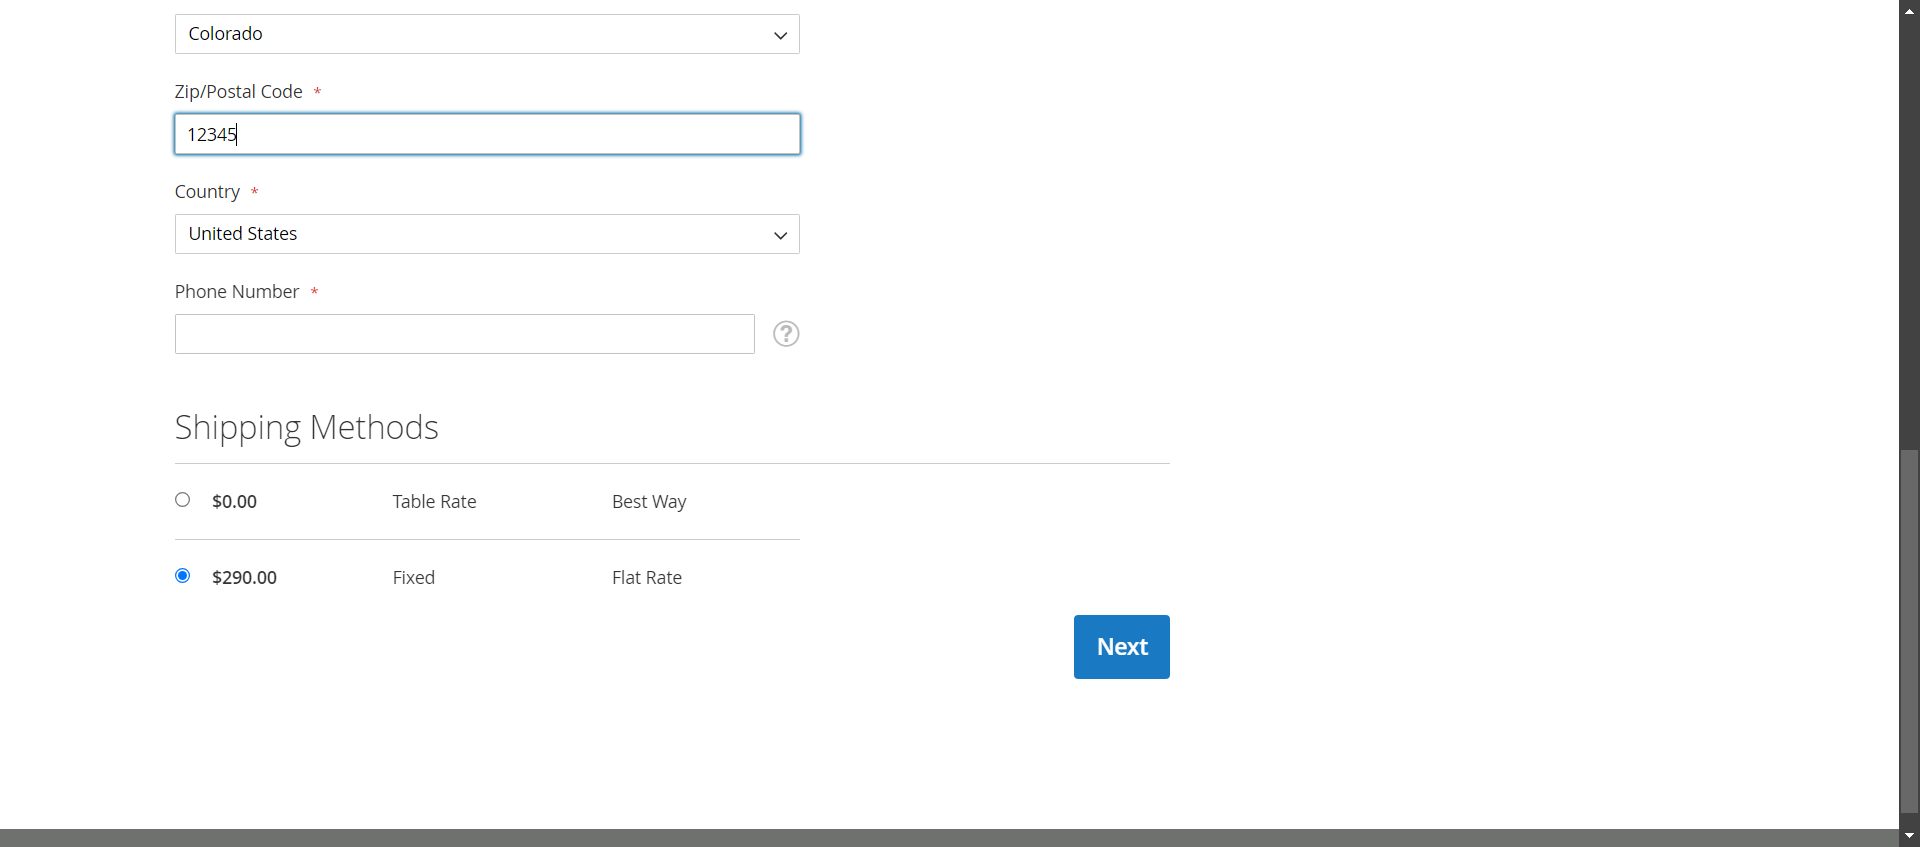 Colorado
Zip/Postal Code *
12345
Country *
United States
Phone Number *
?
Shipping Methods
$0.00 Table Rate Best Way
$290.00 Fixed Flat Rate
Next